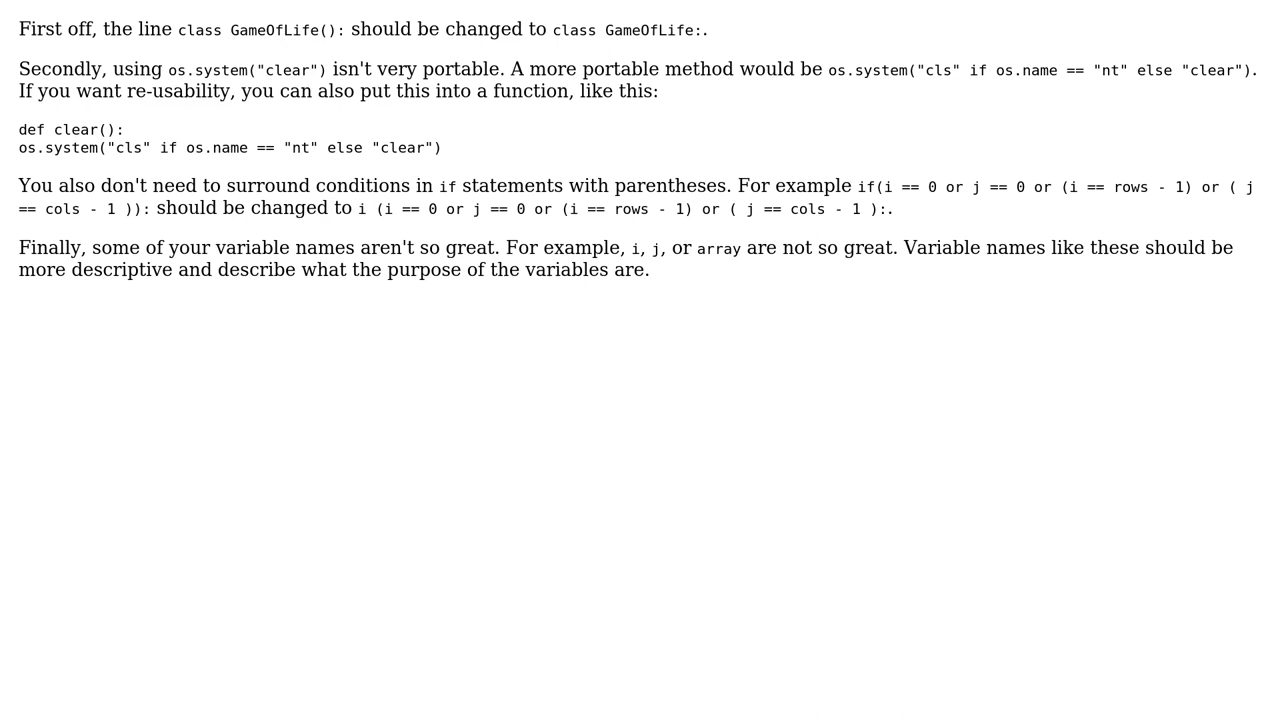 First off, the line class GameOfLife(): should be changed to class GameOfLife:.
Secondly, using os.system("clear") isn't very portable. A more portable method would be os.system("cls" if os.name == "nt" else "clear").
If you want re-usability, you can also put this into a function, like this:
def clear():
os.system("cls" if os.name == "nt" else "clear")
You also don't need to surround conditions in if statements with parentheses. For example if(i == 0 or j == 0 or (i == rows - 1) or ( j
== cols - 1 )): should be changed to i (i == 0 or j == 0 or (i == rows - 1) or ( j == cols - 1 ):.
Finally, some of your variable names aren't so great. For example, i, j, or array are not so great. Variable names like these should be
more descriptive and describe what the purpose of the variables are.